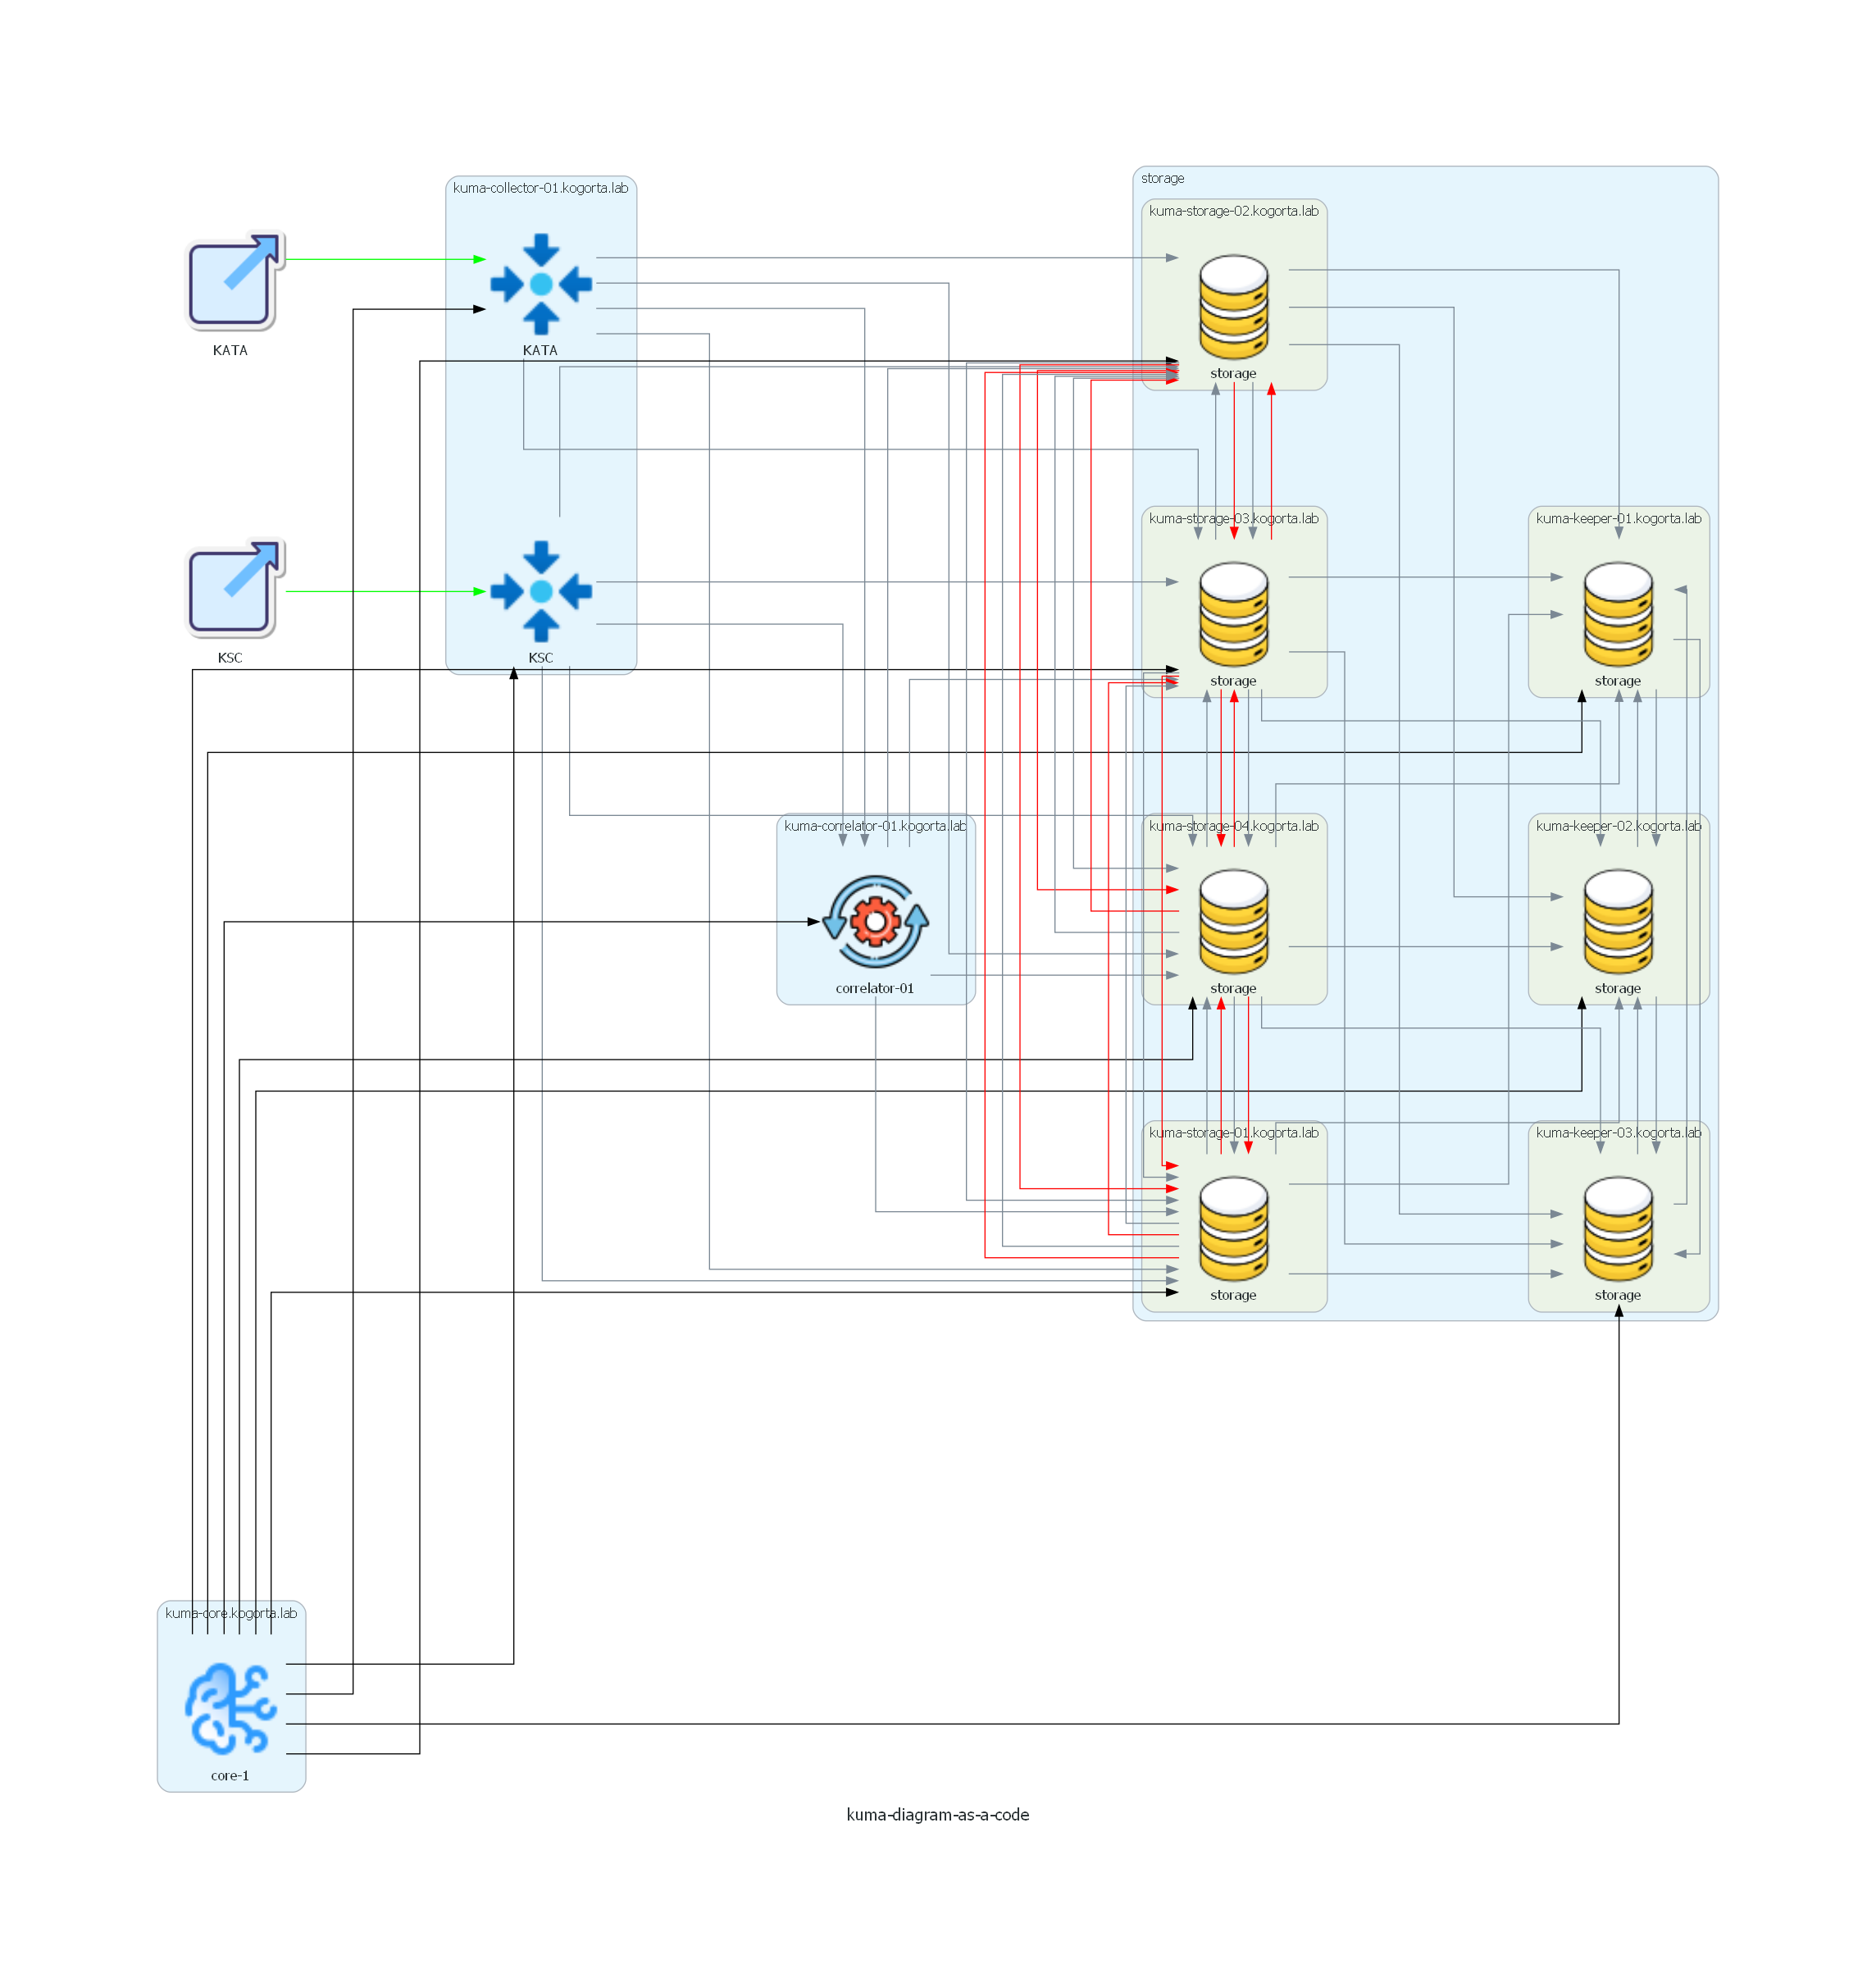 storage
kuma-collector-01.kogorta.lab
kuma-storage-02.kogorta.lab
KATA
KATA
storage
kuma-storage-03.kogorta.lab
kuma-keeper-01.kogorta.lab
KSC
KSC
storage
storage
kuma-correlator-01.kogorta.lab
kuma-storage-04.kogorta.lab
kuma-keeper-02.kogorta.lab
correlator-01
storage
storage
kuma-storage-01.kogorta.lab
kuma-keeper-03.kogorta.lab
storage
storage
kuma-core.kogorta.lab
core-1
kuma-diagram-as-a-code